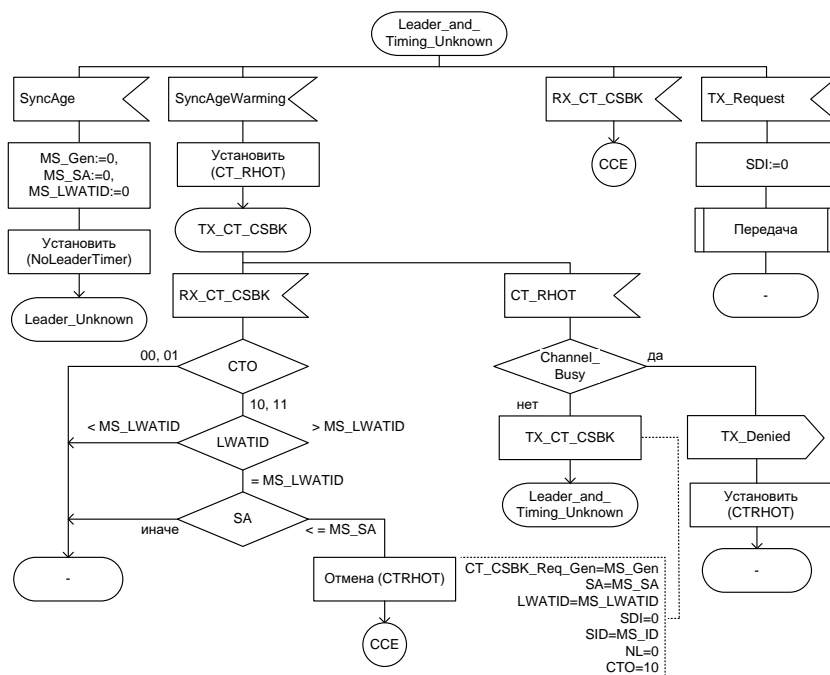 Leader_and_
Timing_Unknown
SyncAge
SyncAgeWarming
RX_CT_CSBK
TX_Request
MS_Gen:=0,
MS_SA:=0,
MS_LWATID:=0
Установить
(CT_RHOT)
CCE
SDI:=0
Установить
(NoLeaderTimer)
TX_CT_CSBK
Передача
Leader_Unknown
RX_CT_CSBK
CT_RHOT
-
00, 01
CTO
Channel_
Busy
да
10, 11
нет
< MS_LWATID
LWATID
> MS_LWATID
TX_CT_CSBK
TX_Denied
= MS_LWATID
Leader_and_
Timing_Unknown
Установить
(CTRHOT)
иначе
SA
< = MS_SA
-
Отмена (CTRHOT)
CT_CSBK_Req_Gen=MS_Gen
SA=MS_SA
LWATID=MS_LWATID
SDI=0
SID=MS_ID
NL=0
CTO=10
-
CCE